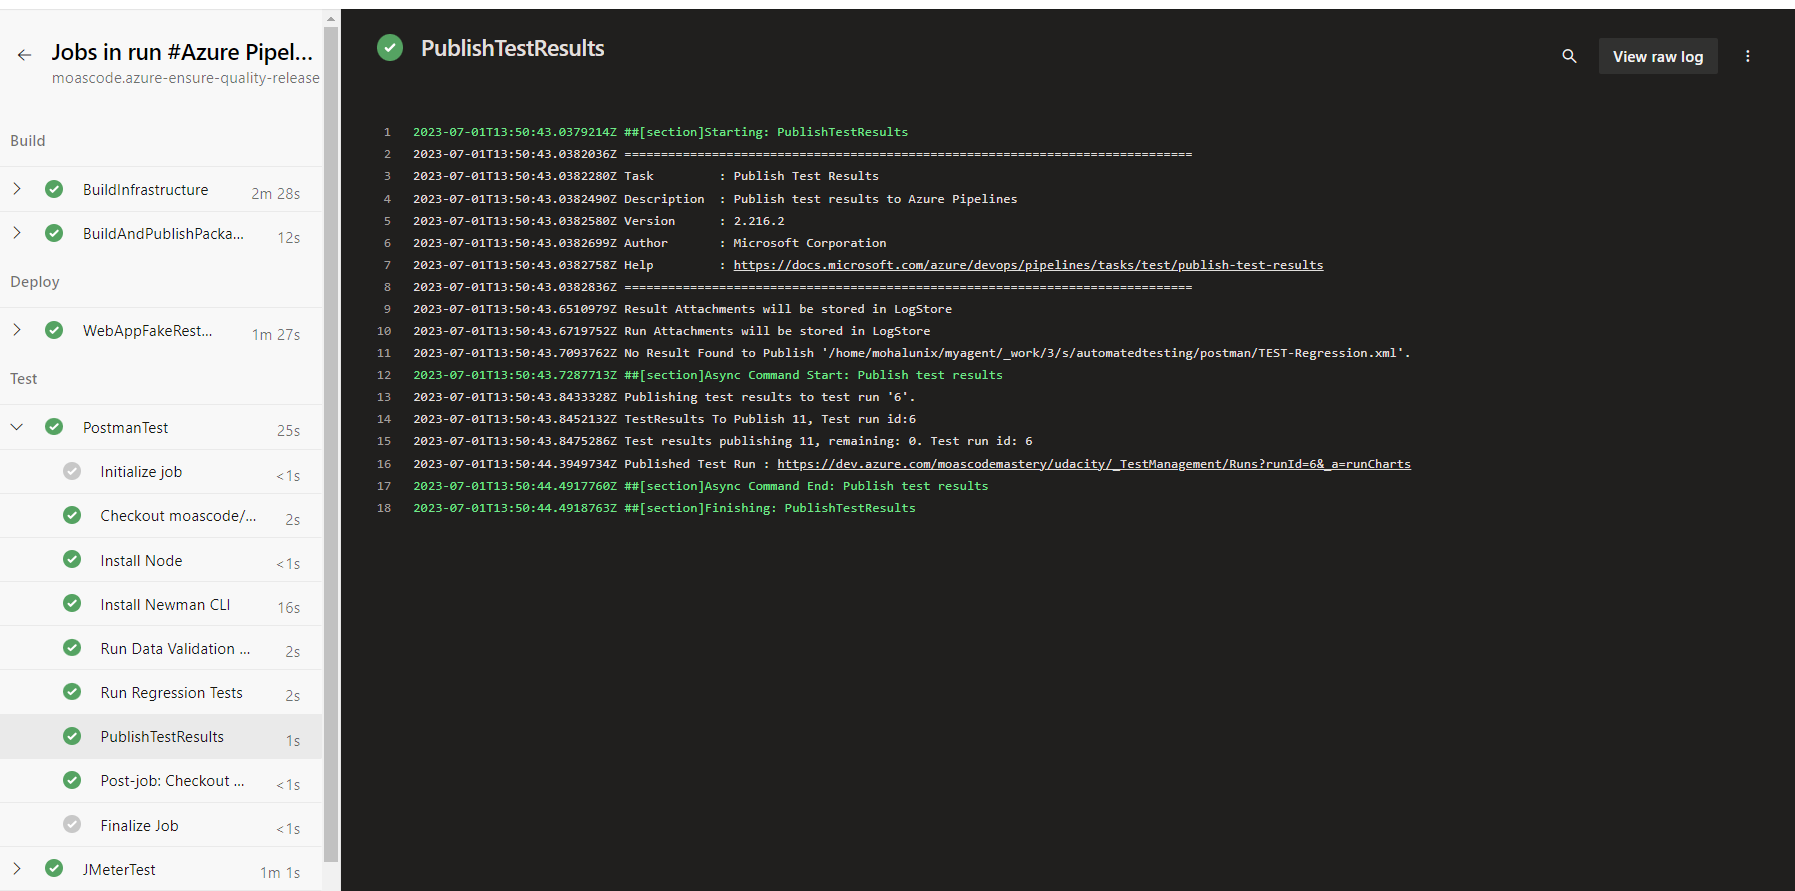 Jobs in run #Azure Pipel...
moascode.azure-ensure-quality-release
Build
BuildInfrastructure 2m 28s
BuildAndPublishPacka... 12s
Deploy
WebAppFakeRest... 1m 27s
Test
PostmanTest 25s
Initialize job <1s
Checkout moascode/... 2s
Install Node <1s
Install Newman CLI 16s
Run Data Validation ... 2s
Run Regression Tests 2s
PublishTestResults 1s
Post-job: Checkout ... <1s
Finalize Job <1s
JMeterTest 1m 1s
PublishTestResults
View raw log
1 2023-07-01T13:50:43.0379214Z ##[section]Starting: PublishTestResults
2 2023-07-01T13:50:43.0382036Z ==============================================================================
3 2023-07-01T13:50:43.0382280Z Task         : Publish Test Results
4 2023-07-01T13:50:43.0382490Z Description  : Publish test results to Azure Pipelines
5 2023-07-01T13:50:43.0382580Z Version      : 2.216.2
6 2023-07-01T13:50:43.0382699Z Author       : Microsoft Corporation
7 2023-07-01T13:50:43.0382758Z Help         : https://docs.microsoft.com/azure/devops/pipelines/tasks/test/publish-test-results
8 2023-07-01T13:50:43.0382836Z ==============================================================================
9 2023-07-01T13:50:43.6510979Z Result Attachments will be stored in LogStore
10 2023-07-01T13:50:43.6719752Z Run Attachments will be stored in LogStore
11 2023-07-01T13:50:43.7093762Z No Result Found to Publish '/home/mohalunix/myagent/_work/3/s/automatedtesting/postman/TEST-Regression.xml'.
12 2023-07-01T13:50:43.7287713Z ##[section]Async Command Start: Publish test results
13 2023-07-01T13:50:43.8433328Z Publishing test results to test run '6'.
14 2023-07-01T13:50:43.8452132Z TestResults To Publish 11, Test run id:6
15 2023-07-01T13:50:43.8475286Z Test results publishing 11, remaining: 0. Test run id: 6
16 2023-07-01T13:50:44.3949734Z Published Test Run : https://dev.azure.com/moascodemastery/udacity/_TestManagement/Runs?runId=6&_a=runCharts
17 2023-07-01T13:50:44.4917760Z ##[section]Async Command End: Publish test results
18 2023-07-01T13:50:44.4918763Z ##[section]Finishing: PublishTestResults